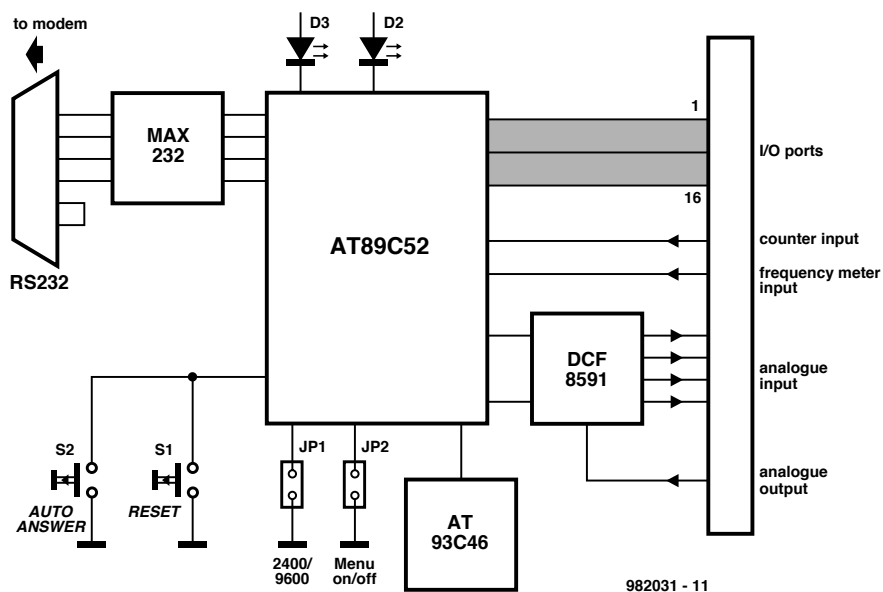 to modem
D3
D2
MAX
232
1
I/O ports
16
AT89C52
counter input
RS232
frequency meter
input
DCF
8591
analogue
input
S2
S1
JP1
JP2
AUTO
ANSWER
RESET
analogue
output
AT
93C46
2400/
9600
Menu
on/off
982031 - 11